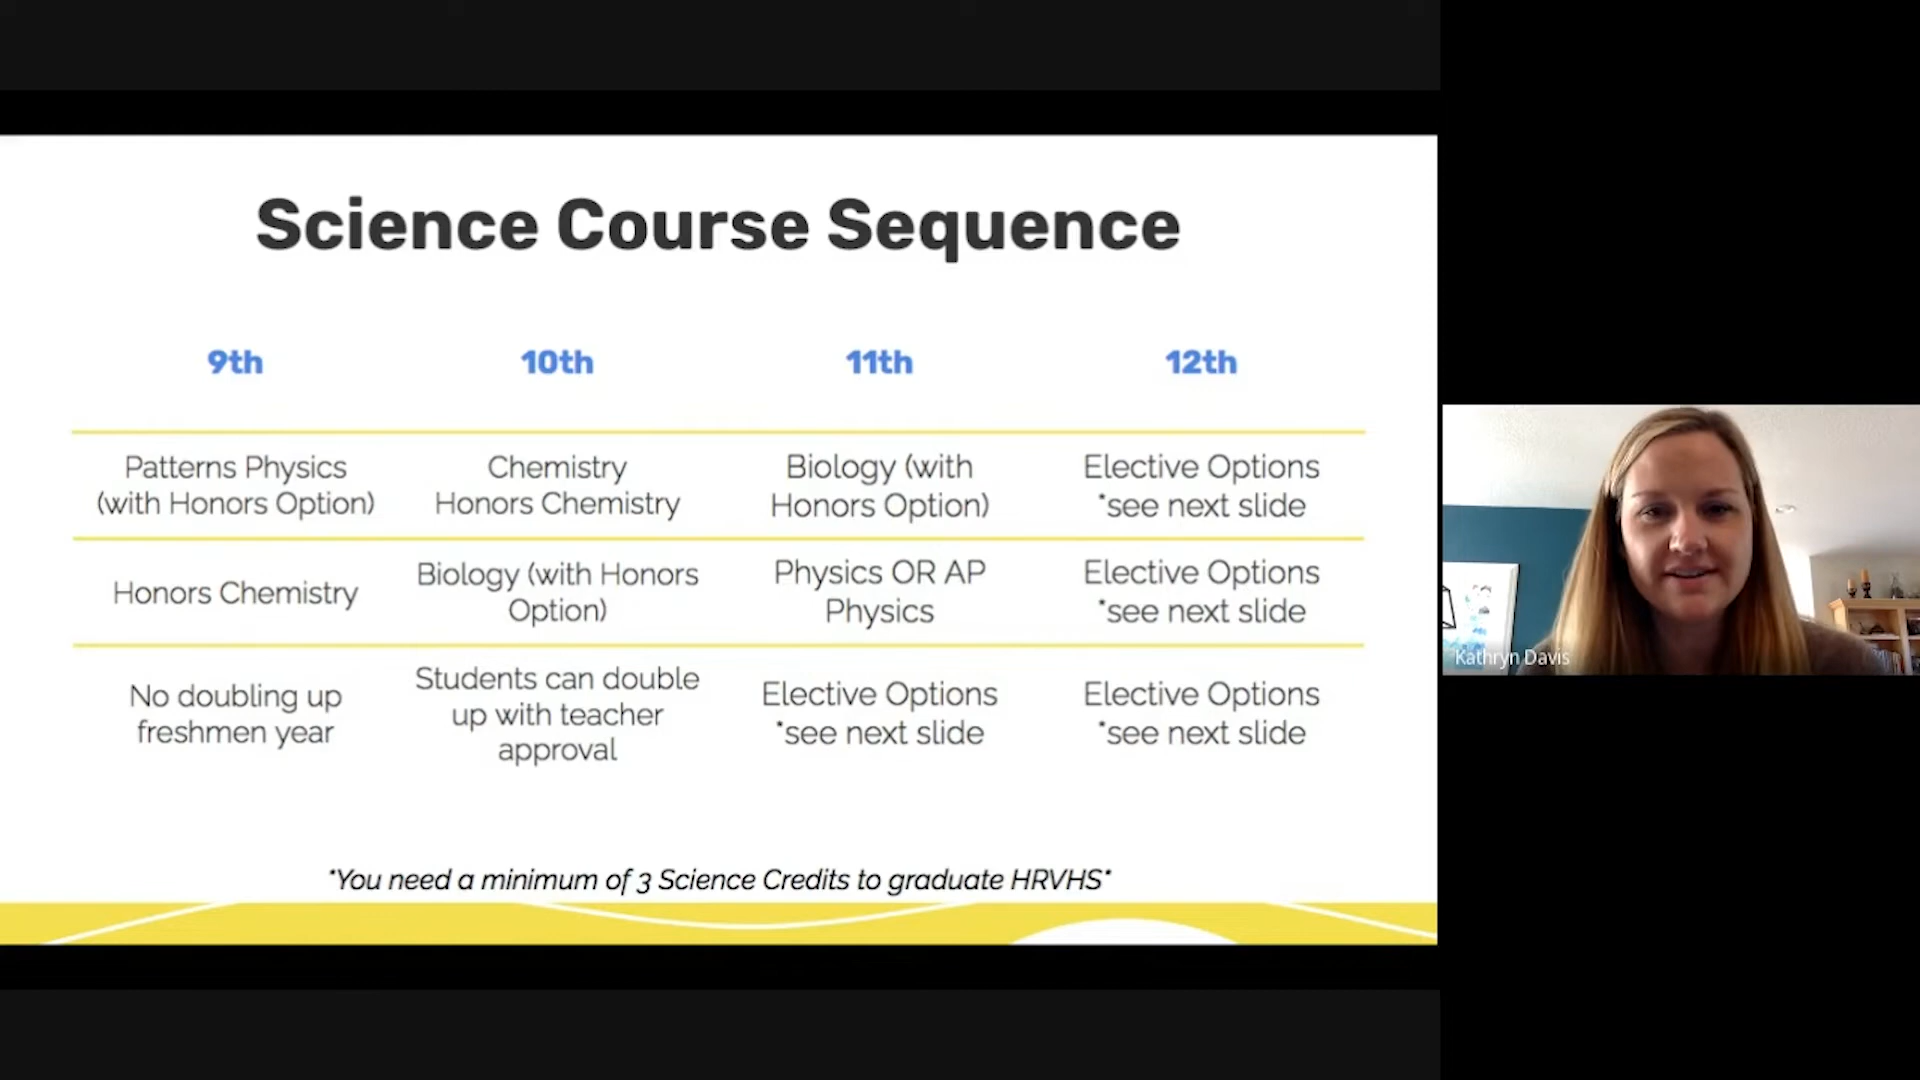 Science Course Sequence
9th
10th
11th
12th
Patterns Physics
(with Honors Option)
Chemistry
Honors Chemistry
Biology (with
Honors Option)
Elective Options
*see next slide
Honors Chemistry
Biology (with Honors
Option)
Physics OR AP
Physics
Elective Options
*see next slide
No doubling up
freshmen year
Students can double
up with teacher
approval
Elective Options
*see next slide
Elective Options
*see next slide
*You need a minimum of 3 Science Credits to graduate HRVHS*
Kathryn Davis